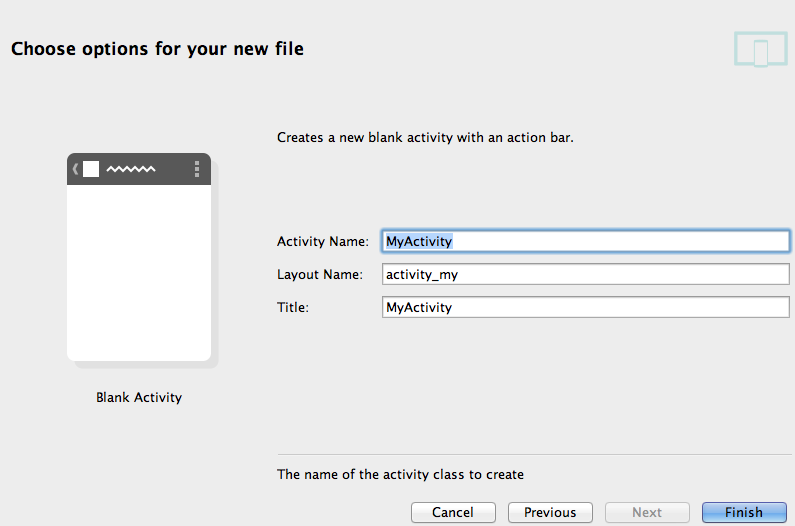 Choose options for your new file
Creates a new blank activity with an action bar.
Activity Name: MyActivity
Layout Name: activity_my
Title: MyActivity
Blank Activity
The name of the activity class to create
Cancel Previous Next Finish